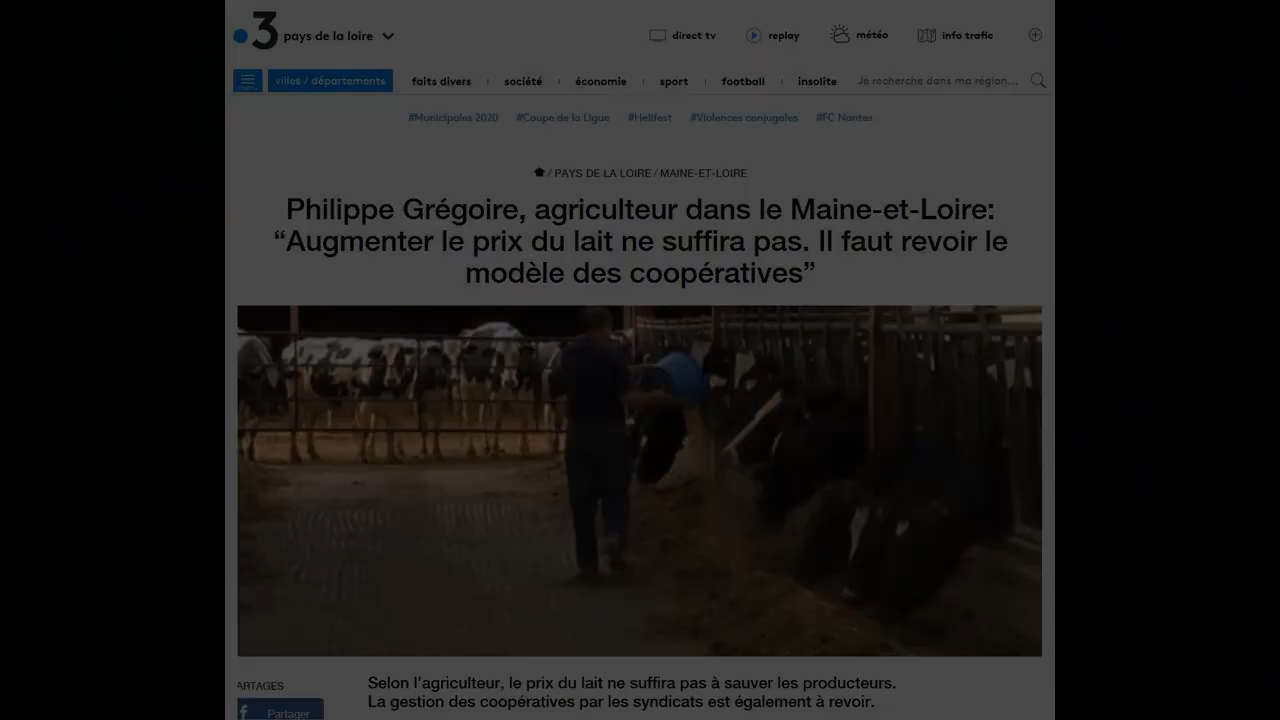 3 pays de la loire
direct tv
replay
météo
info trafic
villes / départements
faits divers
société
économie
sport
football
insolite
Je recherche dans ma région...
#Municipales 2020 #Coupe de la Ligue #Hellfest #Violences conjugales #FC Nantes
/ PAYS DE LA LOIRE / MAINE-ET-LOIRE
Philippe Grégoire, agriculteur dans le Maine-et-Loire:
“Augmenter le prix du lait ne suffira pas. Il faut revoir le
modèle des coopératives”
ARTAGES
f Partager
Selon l'agriculteur, le prix du lait ne suffira pas à sauver les producteurs.
La gestion des coopératives par les syndicats est également à revoir.